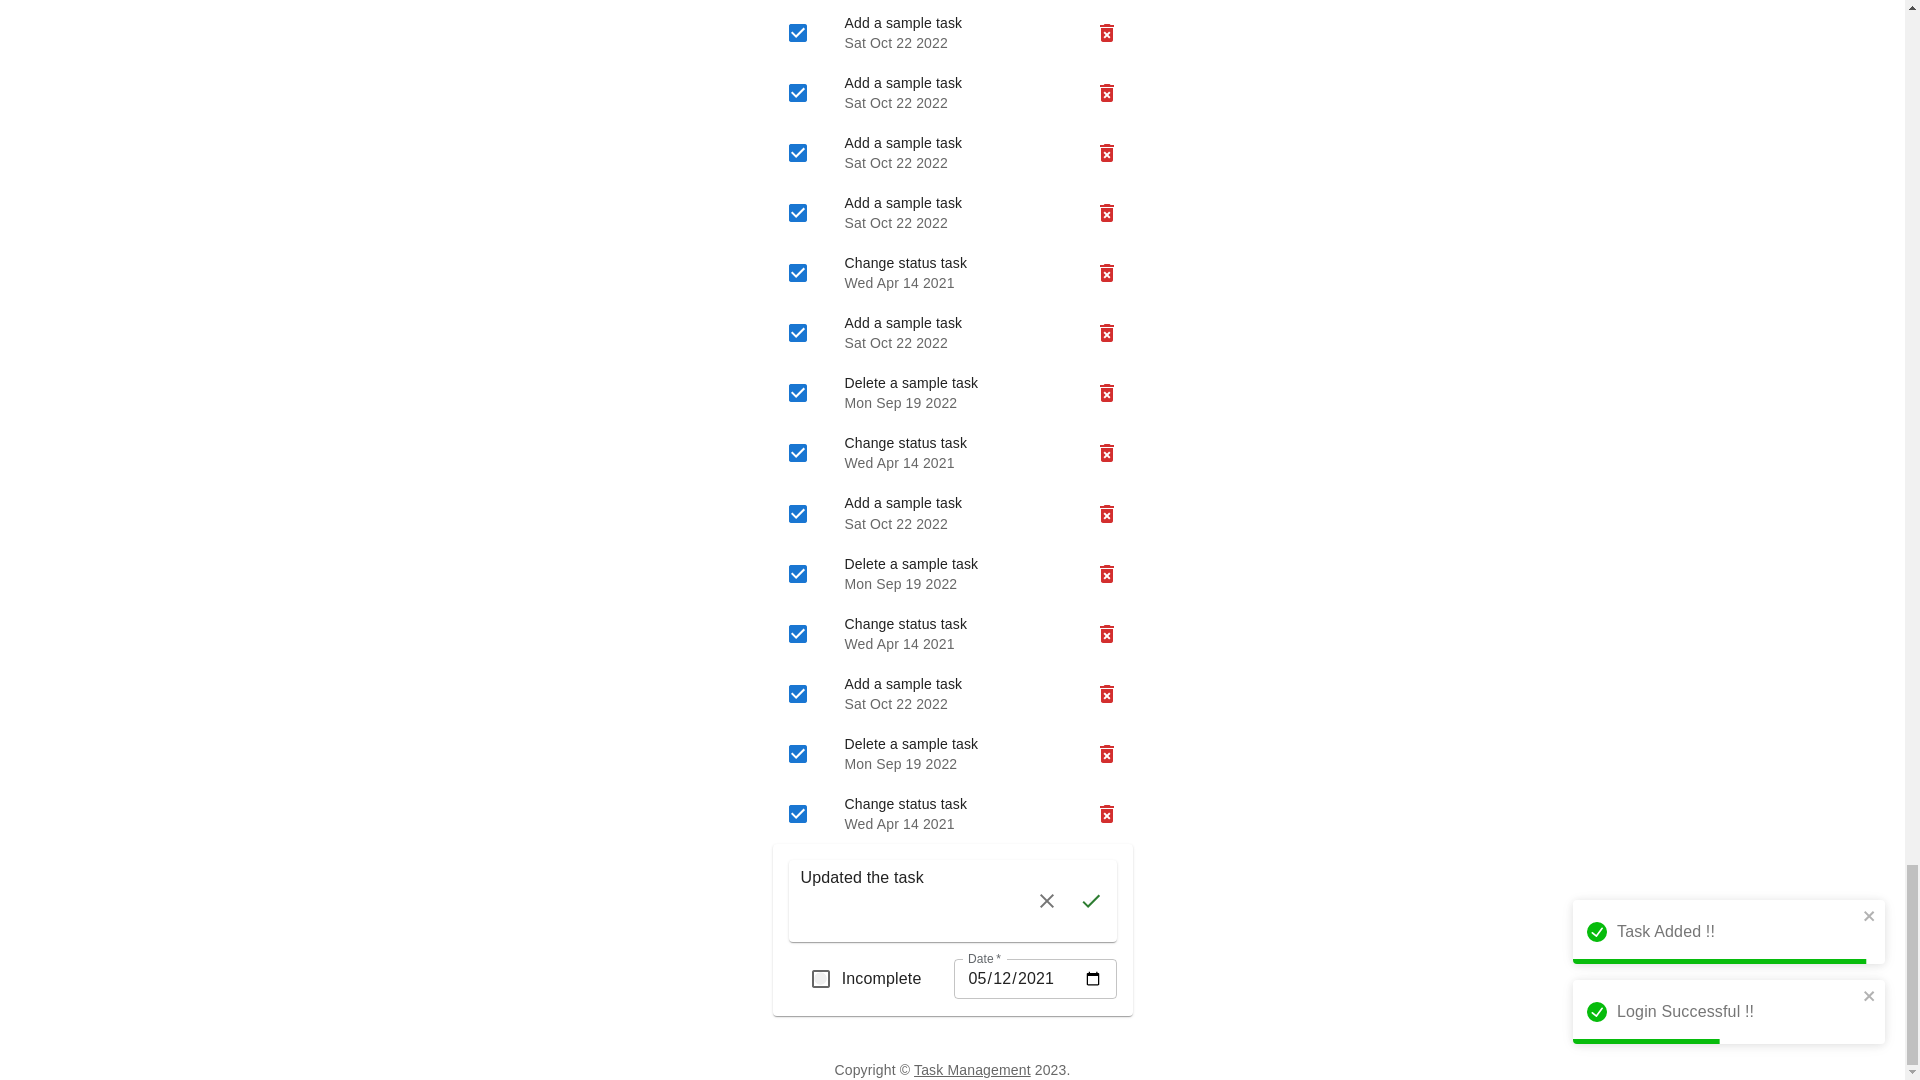 Add a sample task
Sat Oct 22 2022
Add a sample task
Sat Oct 22 2022
Add a sample task
Sat Oct 22 2022
Add a sample task
Sat Oct 22 2022
Change status task
Wed Apr 14 2021
Add a sample task
Sat Oct 22 2022
Delete a sample task
Mon Sep 19 2022
Change status task
Wed Apr 14 2021
Add a sample task
Sat Oct 22 2022
Delete a sample task
Mon Sep 19 2022
Change status task
Wed Apr 14 2021
Add a sample task
Sat Oct 22 2022
Delete a sample task
Mon Sep 19 2022
Change status task
Wed Apr 14 2021
Updated the task
Incomplete
Date *
05/12/2021
Task Added !!
Login Successful !!
Copyright © Task Management 2023.